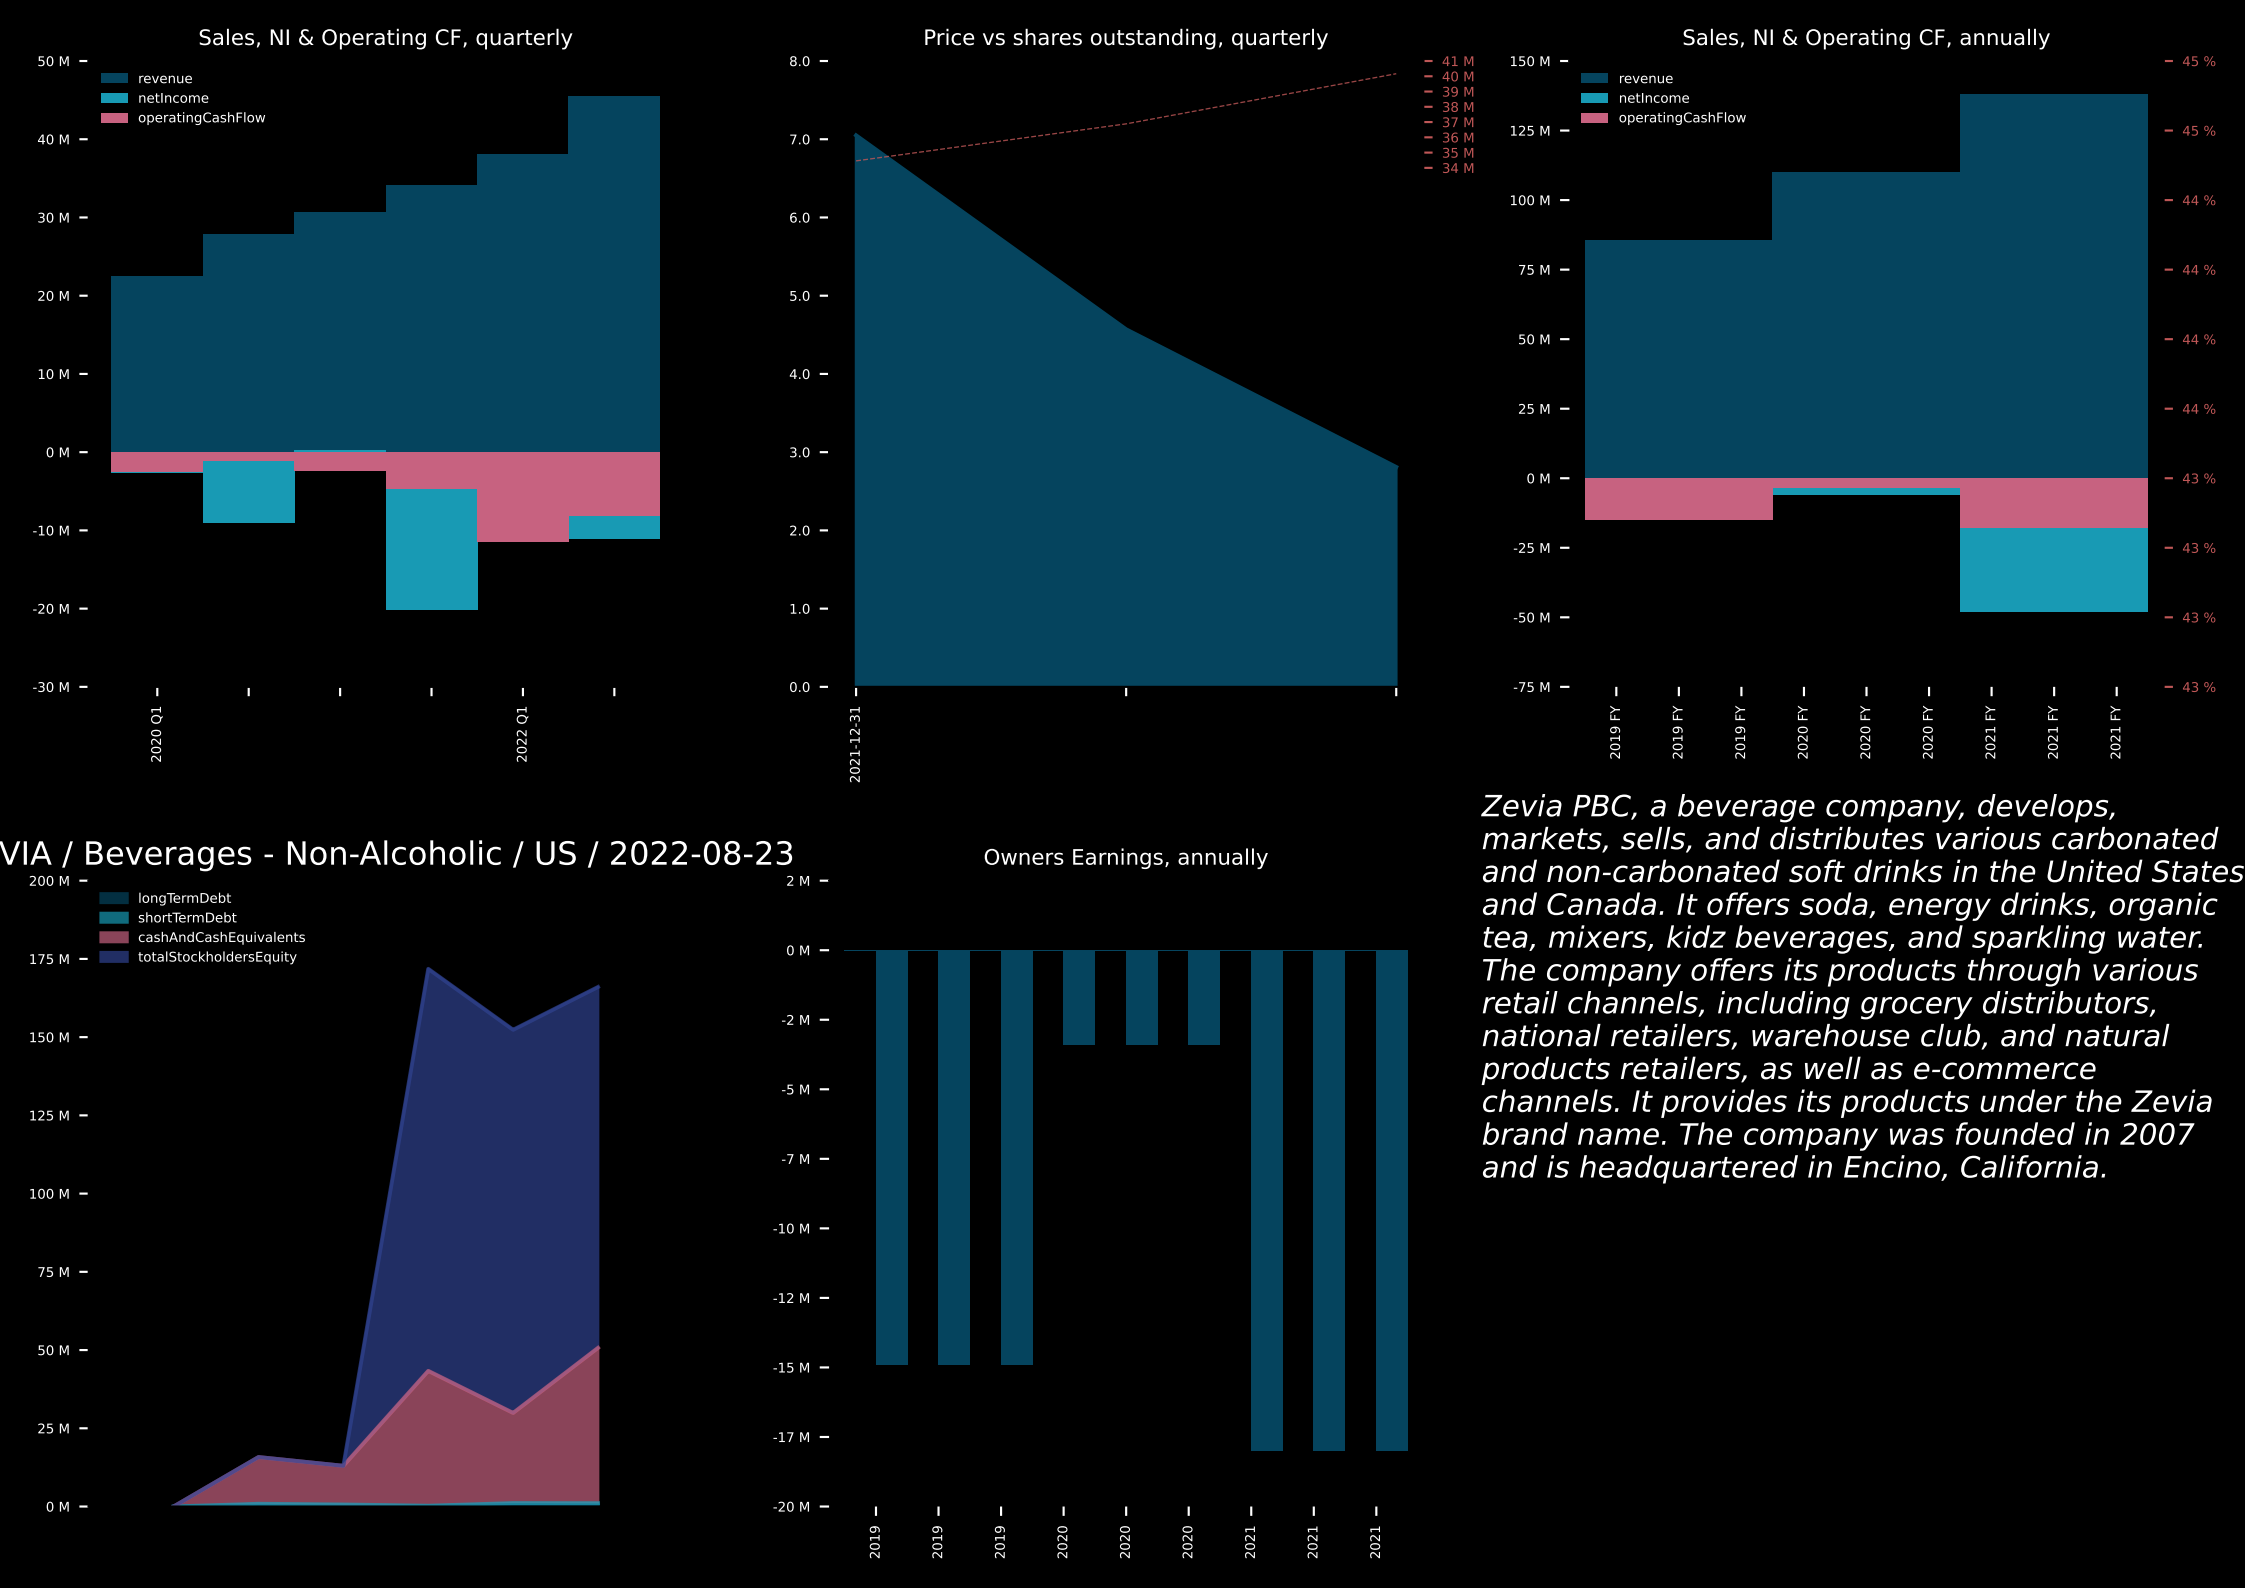 Sales, NI & Operating CF, quarterly
50 M
40 M
30 M
20 M
10 M
0 M
-10 M
-20 M
-30 M
revenue
netIncome
operatingCashFlow
2020 Q1
2022 Q1
Price vs shares outstanding, quarterly
8.0
7.0
6.0
5.0
4.0
3.0
2.0
1.0
0.0
41 M
40 M
39 M
38 M
37 M
36 M
35 M
34 M
2021-12-31
Sales, NI & Operating CF, annually
150 M
125 M
100 M
75 M
50 M
25 M
0 M
-25 M
-50 M
-75 M
revenue
netIncome
operatingCashFlow
45 %
45 %
44 %
44 %
44 %
44 %
43 %
43 %
43 %
43 %
2019 FY
2019 FY
2019 FY
2020 FY
2020 FY
2020 FY
2021 FY
2021 FY
2021 FY
VIA / Beverages - Non-Alcoholic / US / 2022-08-23
200 M
175 M
150 M
125 M
100 M
75 M
50 M
25 M
0 M
longTermDebt
shortTermDebt
cashAndCashEquivalents
totalStockholdersEquity
Owners Earnings, annually
2 M
0 M
-2 M
-5 M
-7 M
-10 M
-12 M
-15 M
-17 M
-20 M
2019
2019
2019
2020
2020
2020
2021
2021
2021
Zevia PBC, a beverage company, develops,
markets, sells, and distributes various carbonated
and non-carbonated soft drinks in the United States
and Canada. It offers soda, energy drinks, organic
tea, mixers, kidz beverages, and sparkling water.
The company offers its products through various
retail channels, including grocery distributors,
national retailers, warehouse club, and natural
products retailers, as well as e-commerce
channels. It provides its products under the Zevia
brand name. The company was founded in 2007
and is headquartered in Encino, California.